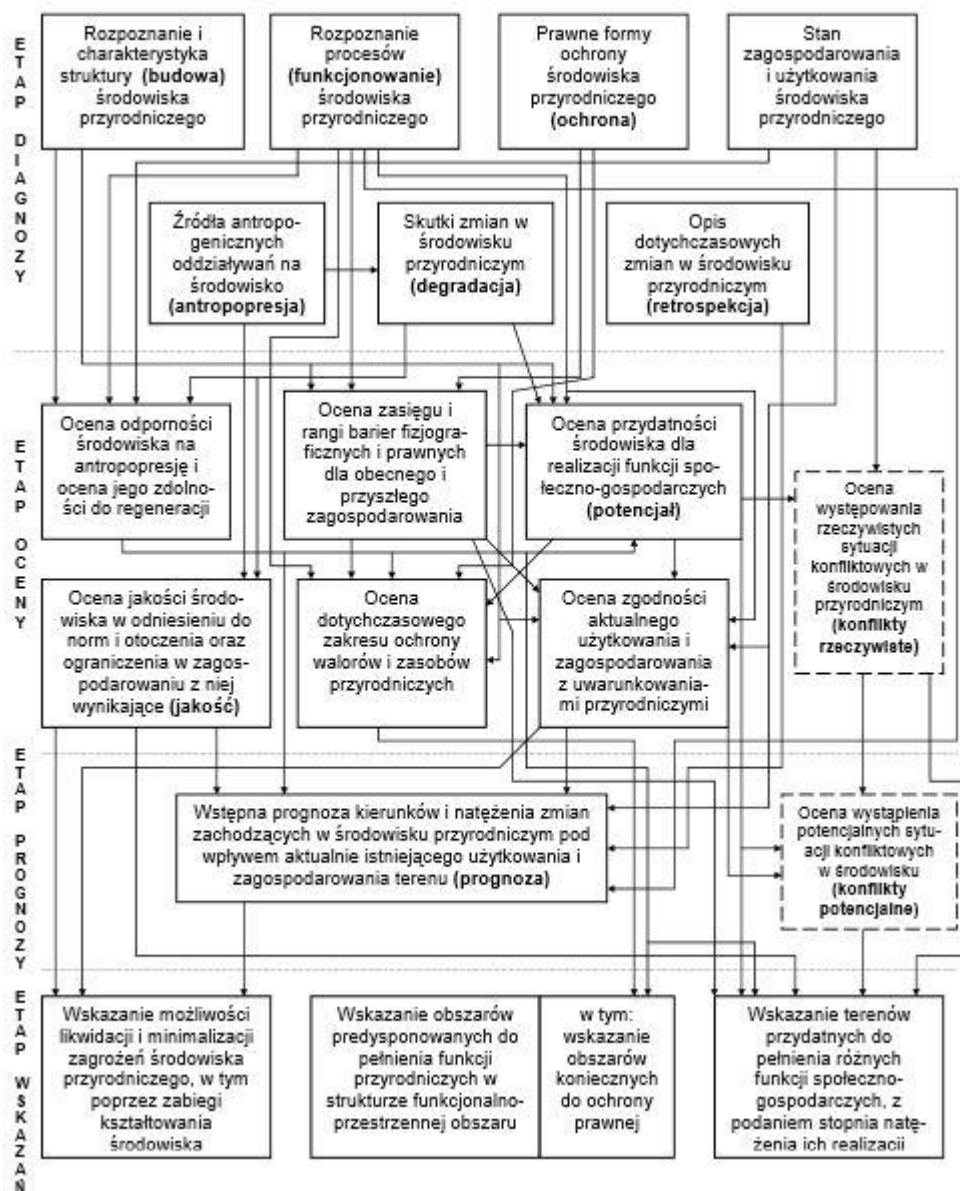 ETAP DIAGNOZY
Rozpoznanie i
charakterystyka
struktury (budowa)
środowiska
przyrodniczego
Rozpoznanie
procesów
(funkcjonowanie)
środowiska
przyrodniczego
Prawne formy
ochrony
środowiska
przyrodniczego
(ochrona)
Stan
zagospodarowania
i użytkowania
środowiska
przyrodniczego
Źródła antropo-
genicznych
oddziaływań na
środowisko
(antropopresja)
Skutki zmian w
środowisku
przyrodniczym
(degradacja)
Opis
dotychczasowych
zmian w środowisku
przyrodniczym
(retrospekcja)
ETAP OCENY
Ocena odporności
środowiska na
antropopresję i
ocena jego zdolno-
ści do regeneracji
Ocena zasięgu i
rangi barier fizjogra-
ficznych i prawnych
dla obecnego i
przyszłego
zagospodarowania
Ocena przydatności
środowiska dla
realizacji funkcji spo-
łeczno-gospodarczych
(potencjał)
Ocena
występowania
rzeczywistych
sytuacji
konfliktowych w
środowisku
przyrodniczym
(konflikty
rzeczywiste)
Ocena jakości środo-
wiska w odniesieniu do
norm i otoczenia oraz
ograniczenia w zagos-
podarowaniu z niej
wynikające (jakość)
Ocena
dotychczasowego
zakresu ochrony
walorów i zasobów
przyrodniczych
Ocena zgodności
aktualnego
użytkowania i
zagospodarowania
z uwarunkowania-
mi przyrodniczymi
ETAP PROGNOZY
Wstępna prognoza kierunków i natężenia zmian
zachodzących w środowisku przyrodniczym pod
wpływem aktualnie istniejącego użytkowania i
zagospodarowania terenu (prognoza)
Ocena wystąpienia
potencjalnych sytu-
acji konfliktowych
w środowisku
(konflikty
potencjalne)
ETAP WSKAZAŃ
Wskazanie możliwości
likwidacji i minimalizacji
zagrożeń środowiska
przyrodniczego, w tym
poprzez zabiegi
kształtowania
środowiska
Wskazanie obszarów
predysponowanych do
pełnienia funkcji
przyrodniczych w
strukturze funkcjonalno-
przestrzennej obszaru
w tym:
wskazanie
obszarów
koniecznych
do ochrony
prawnej
Wskazanie terenów
przydatnych do
pełnienia różnych
funkcji społeczno-
gospodarczych, z
podaniem stopnia natę-
żenia ich realizacji